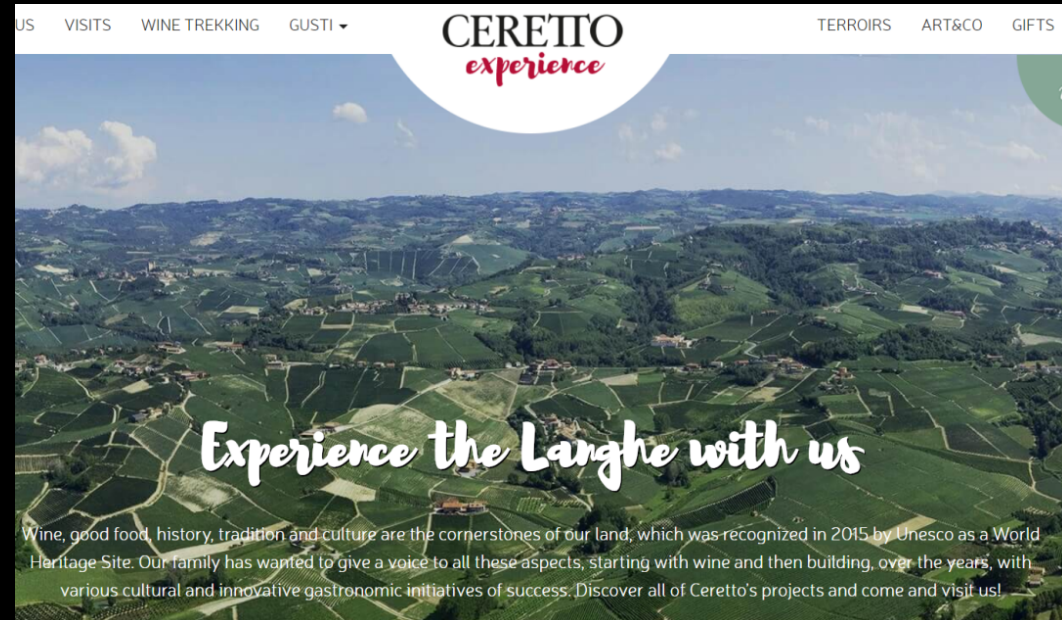 US VISITS WINE TREKKING GUSTI TERROIRS ART&CO GIFTS
CERETTO
experience
Experience the Langhe with us
Wine, good food, history, tradition and culture are the cornerstones of our land, which was recognized in 2015 by Unesco as a World
Heritage Site. Our family has wanted to give a voice to all these aspects, starting with wine and then building, over the years, with
various cultural and innovative gastronomic initiatives of success. Discover all of Ceretto's projects and come and visit us!